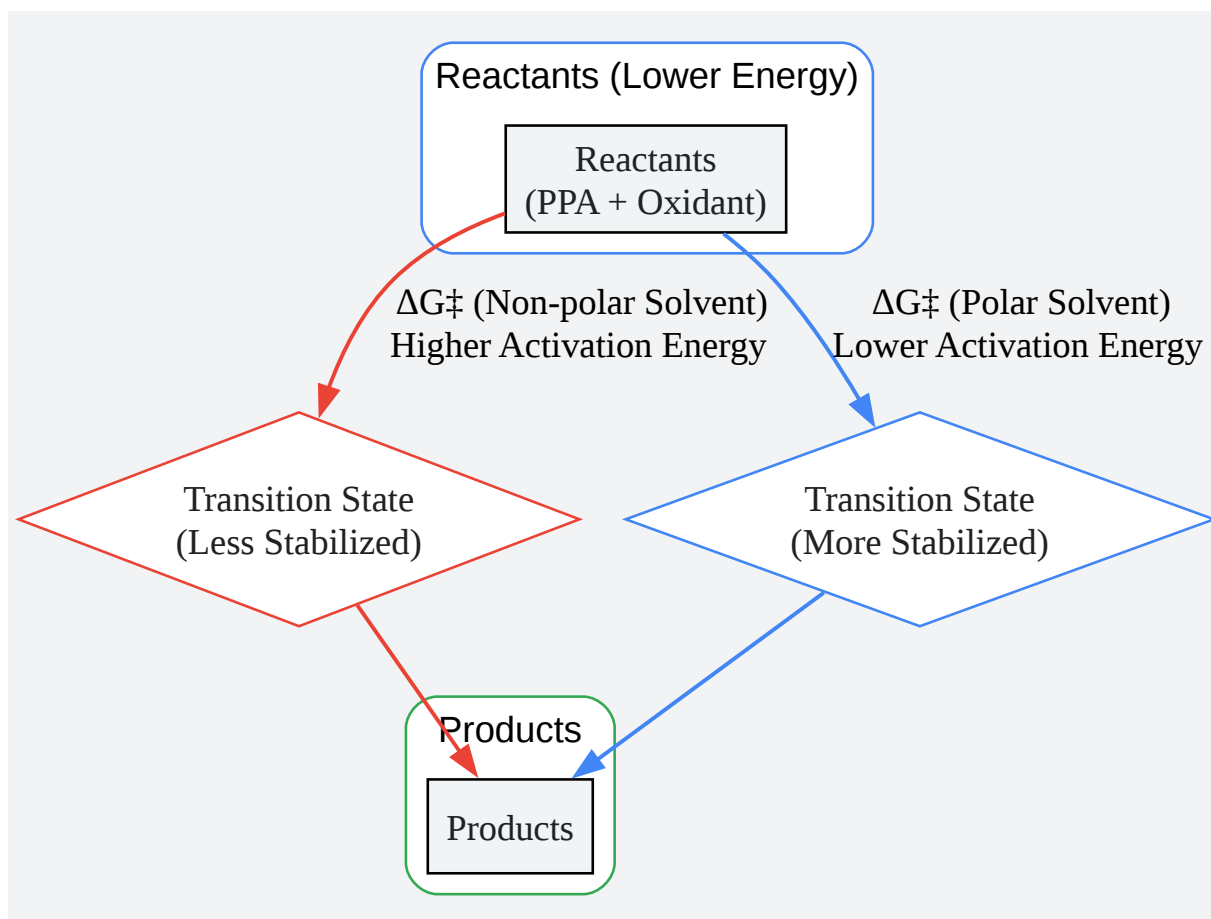 Reactants (Lower Energy)
Reactants
(PPA + Oxidant)
ΔG‡ (Non-polar Solvent)
Higher Activation Energy
ΔG‡ (Polar Solvent)
Lower Activation Energy
Transition State
(Less Stabilized)
Transition State
(More Stabilized)
Products
Products